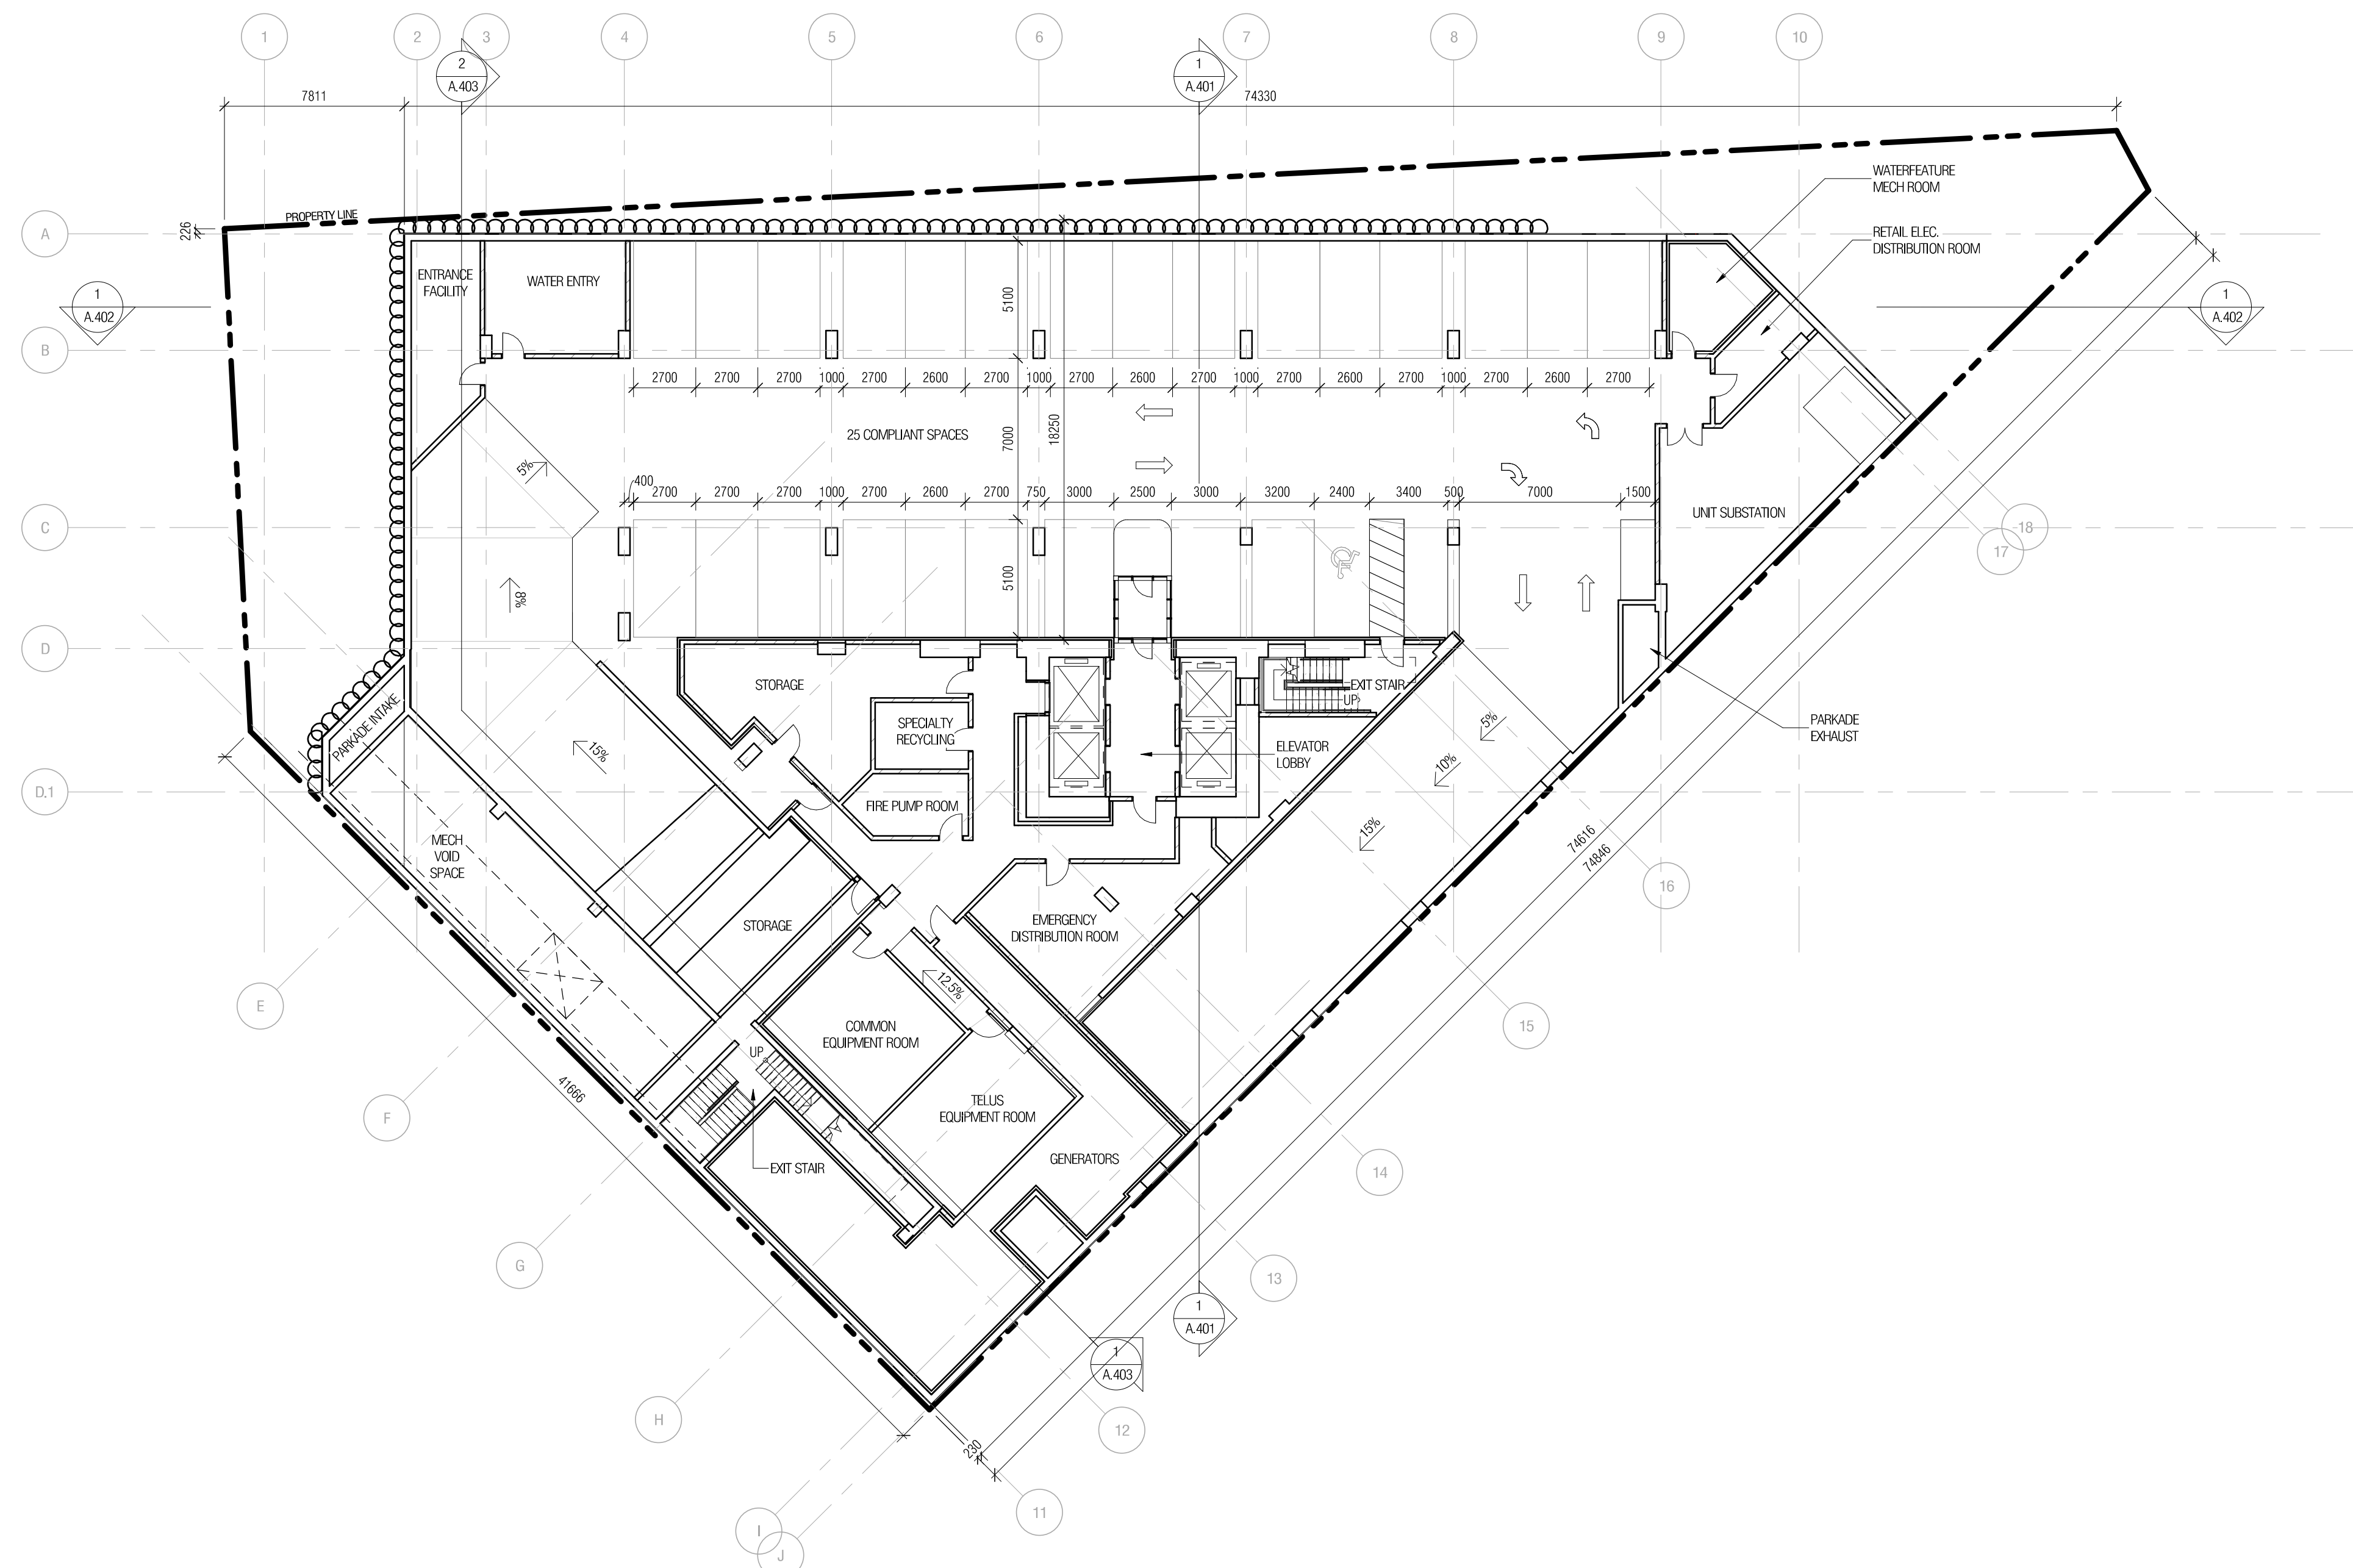 1
2
3
4
5
6
7
8
9
10
2
A.403
1
A.401
7811
74330
WATERFEATURE
MECH ROOM
PROPERTY LINE
A
226
RETAIL ELEC.
DISTRIBUTION ROOM
ENTRANCE
FACILITY
WATER ENTRY
5100
1
A.402
1
A.402
B
2700
2700
2700
1000
2700
2600
2700
1000
2700
2600
2700
1000
2700
2600
2700
1000
2700
2600
2700
25 COMPLIANT SPACES
7000
18250
5%
400
2700
2700
2700
1000
2700
2600
2700
750
3000
2500
3000
3200
2400
3400
500
7000
1500
C
UNIT SUBSTATION
18
17
5100
8%
D
STORAGE
EXIT STAIR
UP
PARKADE INTAKE
SPECIALTY
RECYCLING
5%
PARKADE
EXHAUST
15%
ELEVATOR
LOBBY
10%
D.1
FIRE PUMP ROOM
15%
74616
74846
MECH
VOID
SPACE
16
STORAGE
EMERGENCY
DISTRIBUTION ROOM
12.5%
E
COMMON
EQUIPMENT ROOM
15
UP
41666
TELUS
EQUIPMENT ROOM
F
EXIT STAIR
GENERATORS
14
G
13
1
A.401
1
A.403
H
12
230
11
I
J